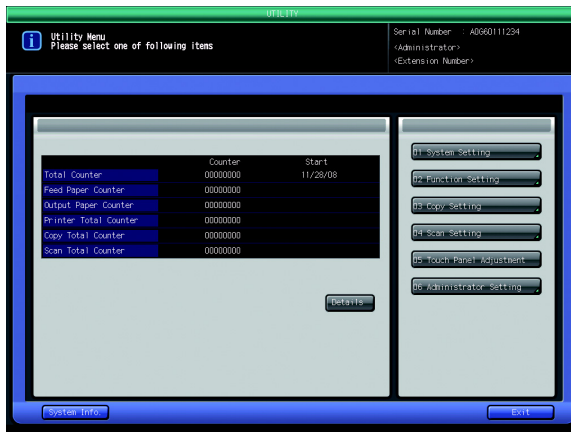 UTILITY
Utility Menu
Please select one of following items
Serial Number : A0G60111234
<Administrator>
<Extension Number>
Counter Start
Total Counter 00000000 11/28/08
Feed Paper Counter 00000000
Output Paper Counter 00000000
Printer Total Counter 00000000
Copy Total Counter 00000000
Scan Total Counter 00000000
Details
01 System Setting
02 Function Setting
03 Copy Setting
04 Scan Setting
05 Touch Panel Adjustment
06 Administrator Setting
System Info.
Exit